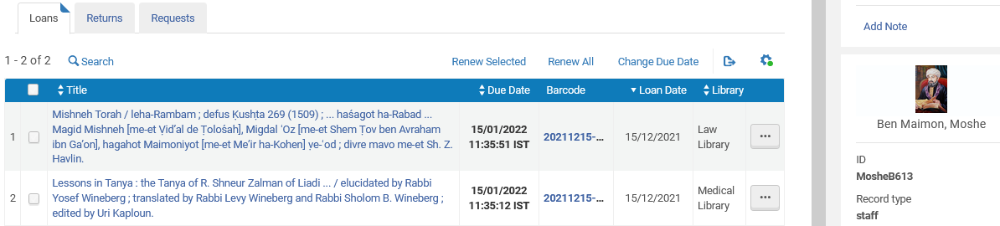 Loans Returns Requests
1 - 2 of 2 Search Renew Selected Renew All Change Due Date
Title Due Date Barcode Loan Date Library
1 Mishneh Torah / leha-Rambam ; defus Ḳushṭa 269 (1509) ; ... haśagot ha-Rabad ...
Magid Mishneh [me-et Ṿidʻal de Ṭolośah], Migdal ʻOz [me-et Shem Ṭov ben Avraham
ibn Gaʼon], hagahot Maimoniyot [me-et Meʼir ha-Kohen] ṿe-ʻod ; divre mavo me-et Sh. Z.
Havlin.
15/01/2022
11:35:51 IST
20211215-...
15/12/2021
Law
Library
2 Lessons in Tanya : the Tanya of R. Shneur Zalman of Liadi ... / elucidated by Rabbi
Yosef Wineberg ; translated by Rabbi Levy Wineberg and Rabbi Sholom B. Wineberg ;
edited by Uri Kaploun.
15/01/2022
11:35:12 IST
20211215-...
15/12/2021
Medical
Library
Add Note
Ben Maimon, Moshe
ID
MosheB613
Record type
staff